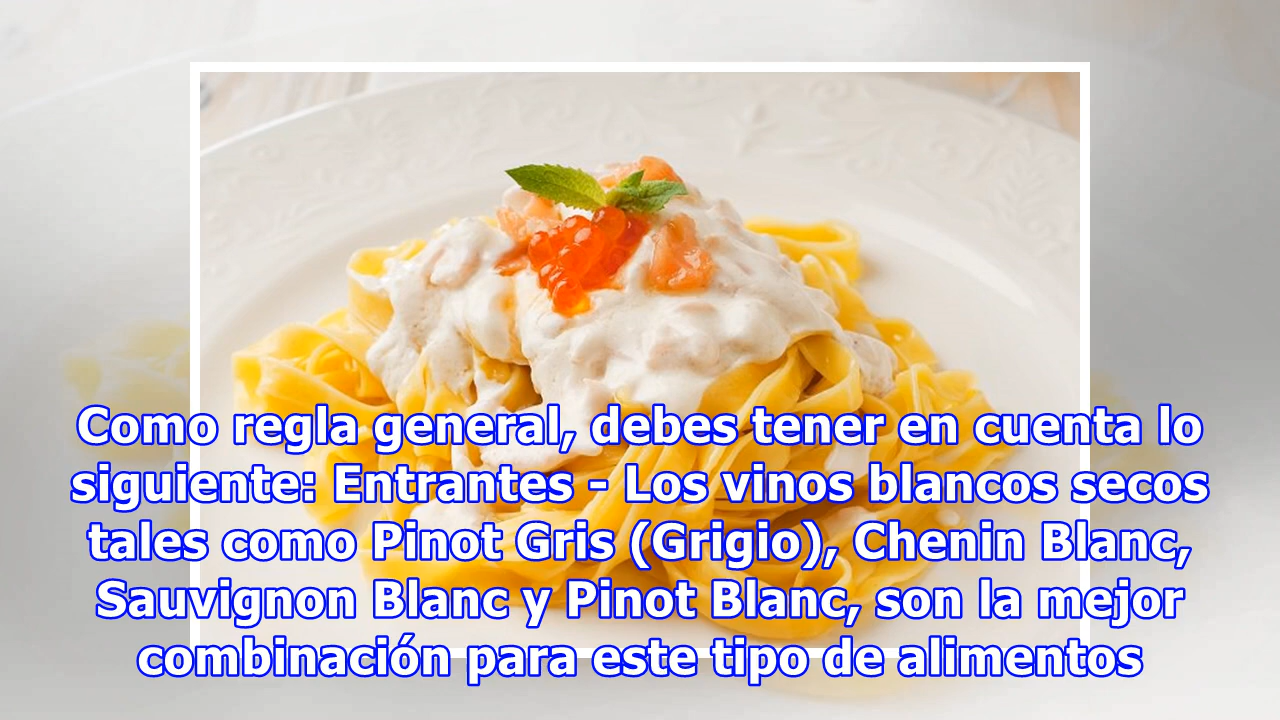 Como regla general, debes tener en cuenta lo
siguiente: Entrantes - Los vinos blancos secos
tales como Pinot Gris (Grigio), Chenin Blanc,
Sauvignon Blanc y Pinot Blanc, son la mejor
combinación para este tipo de alimentos